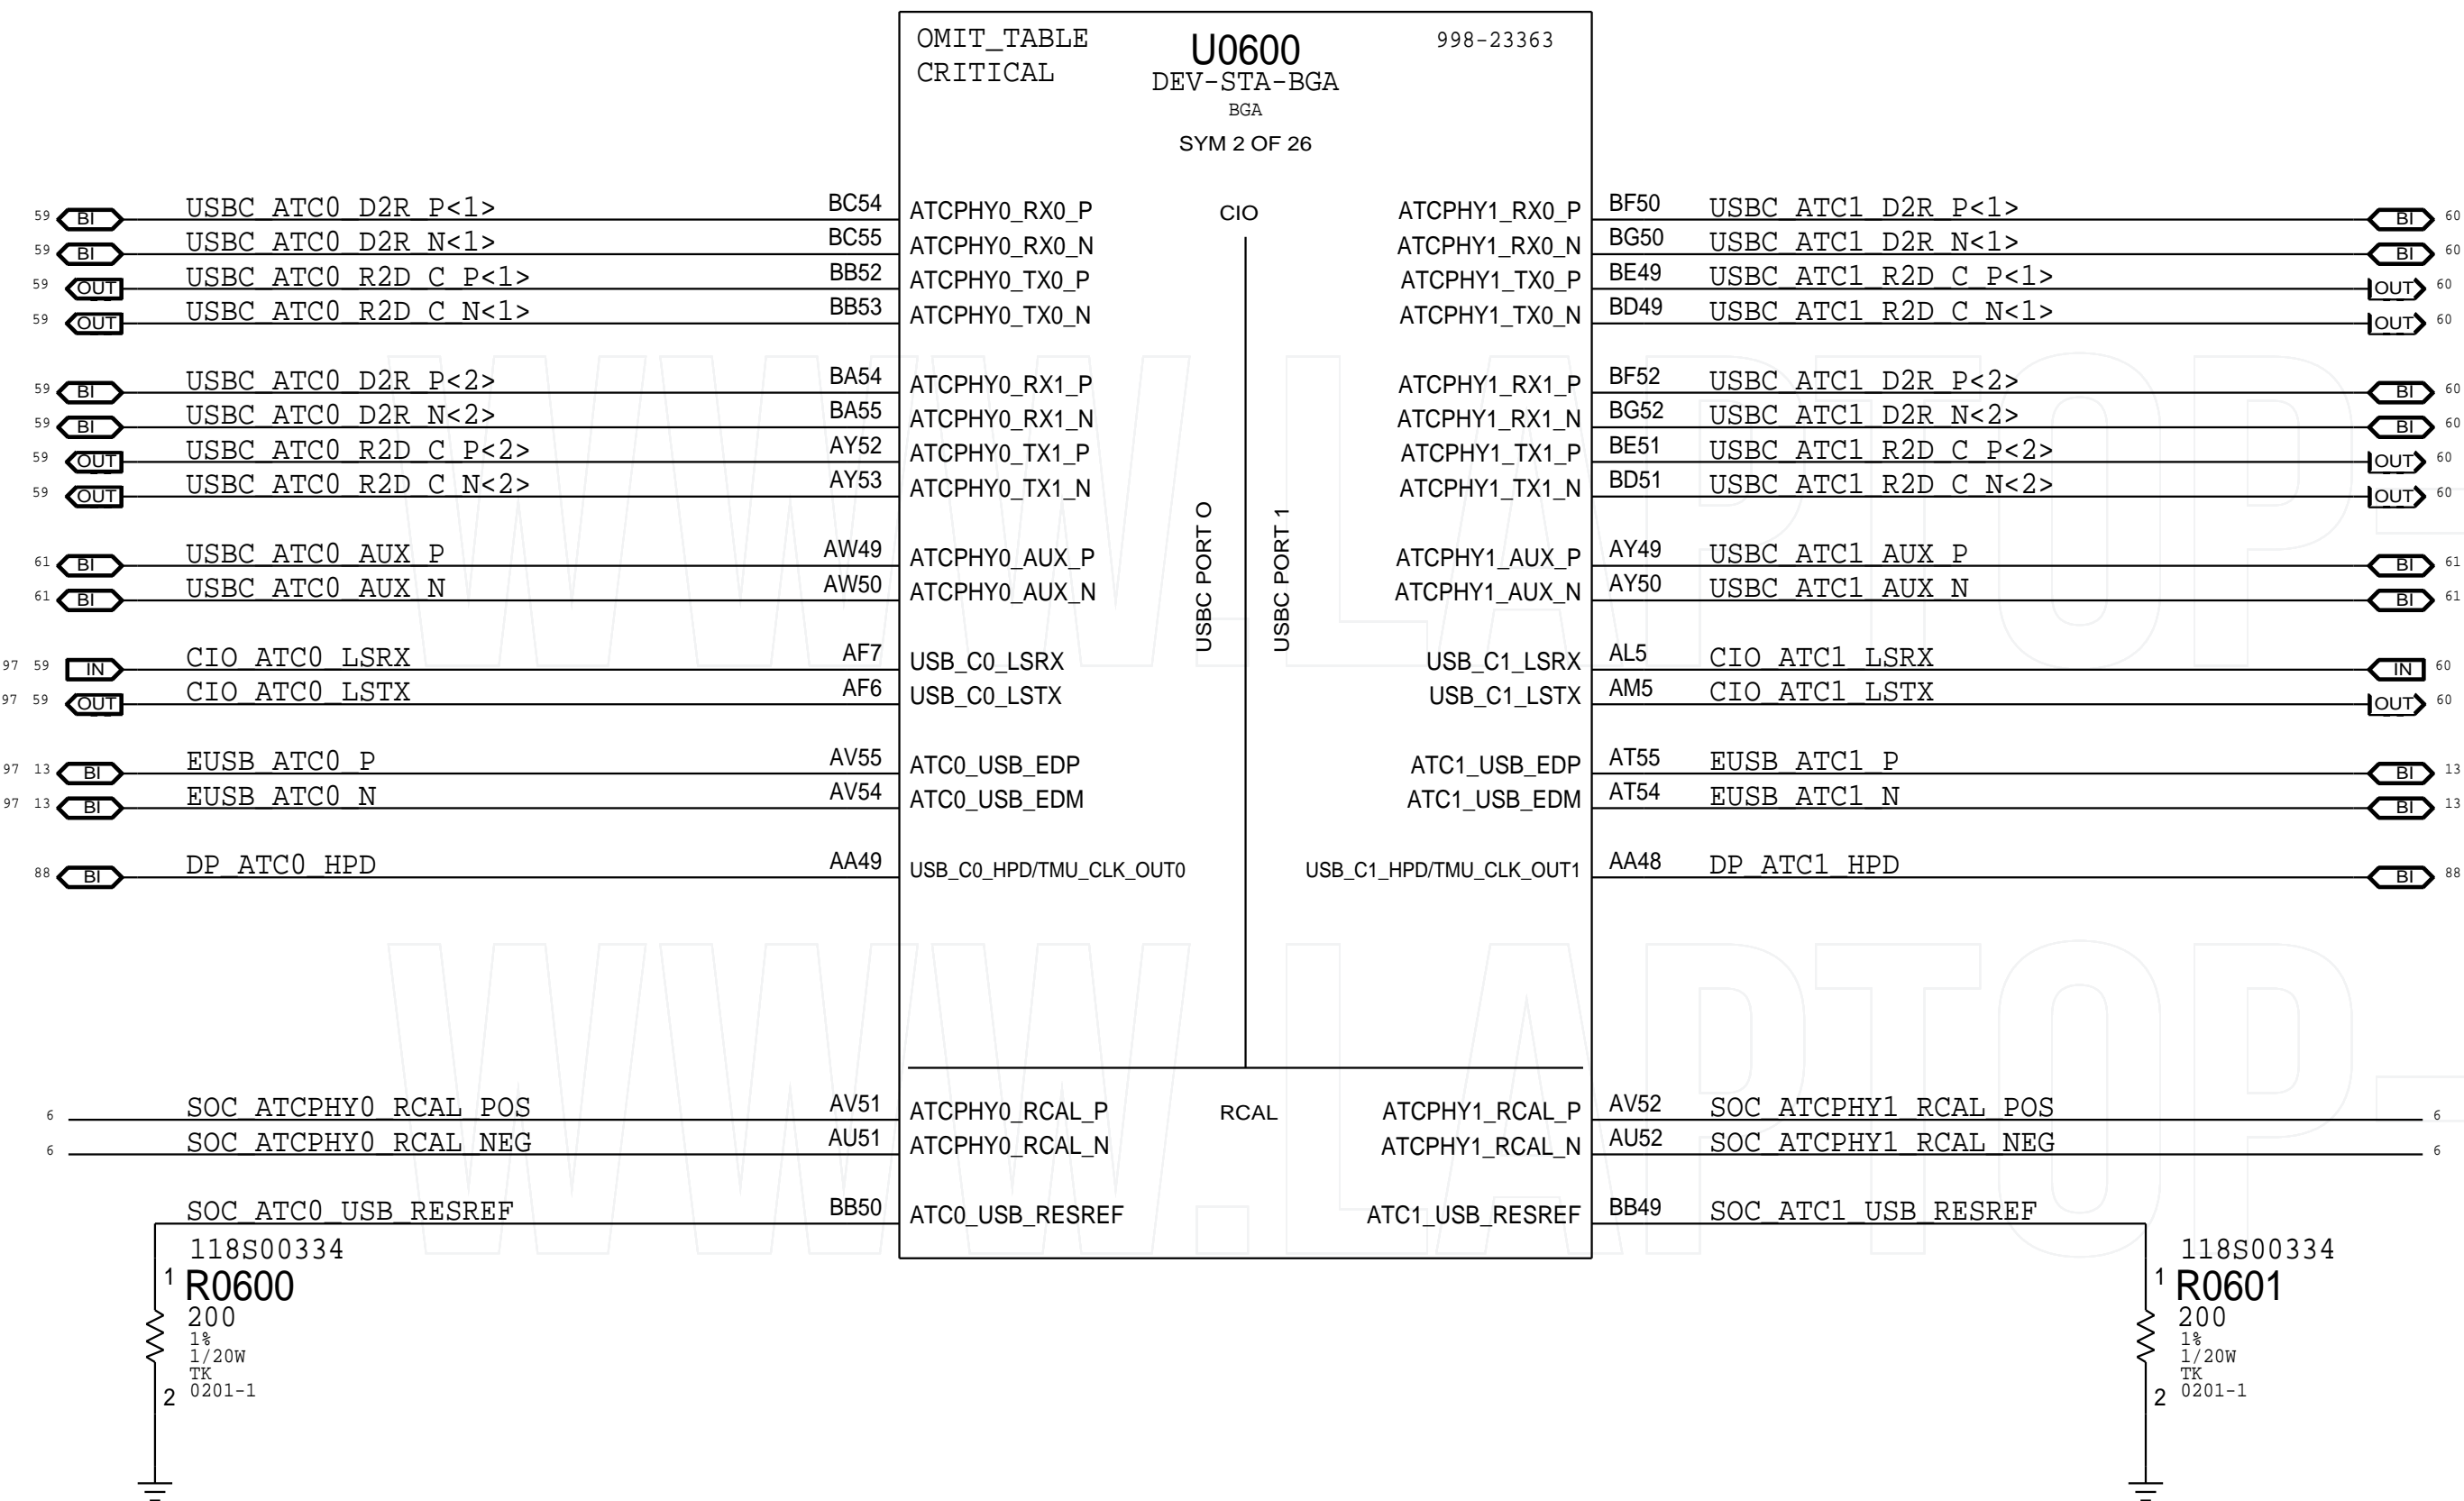 OMIT_TABLE
CRITICAL
U0600
998-23363
DEV-STA-BGA
BGA
SYM 2 OF 26
59 BI USBC_ATC0_D2R_P<1> BC54 ATCPHY0_RX0_P CIO ATCPHY1_RX0_P BF50 USBC_ATC1_D2R_P<1> BI 60
59 BI USBC_ATC0_D2R_N<1> BC55 ATCPHY0_RX0_N ATCPHY1_RX0_N BG50 USBC_ATC1_D2R_N<1> BI 60
59 OUT USBC_ATC0_R2D_C_P<1> BB52 ATCPHY0_TX0_P ATCPHY1_TX0_P BE49 USBC_ATC1_R2D_C_P<1> OUT 60
59 OUT USBC_ATC0_R2D_C_N<1> BB53 ATCPHY0_TX0_N ATCPHY1_TX0_N BD49 USBC_ATC1_R2D_C_N<1> OUT 60
59 BI USBC_ATC0_D2R_P<2> BA54 ATCPHY0_RX1_P ATCPHY1_RX1_P BF52 USBC_ATC1_D2R_P<2> BI 60
59 BI USBC_ATC0_D2R_N<2> BA55 ATCPHY0_RX1_N ATCPHY1_RX1_N BG52 USBC_ATC1_D2R_N<2> BI 60
59 OUT USBC_ATC0_R2D_C_P<2> AY52 ATCPHY0_TX1_P ATCPHY1_TX1_P BE51 USBC_ATC1_R2D_C_P<2> OUT 60
59 OUT USBC_ATC0_R2D_C_N<2> AY53 ATCPHY0_TX1_N ATCPHY1_TX1_N BD51 USBC_ATC1_R2D_C_N<2> OUT 60
USBC PORT O
USBC PORT 1
61 BI USBC_ATC0_AUX_P AW49 ATCPHY0_AUX_P ATCPHY1_AUX_P AY49 USBC_ATC1_AUX_P BI 61
61 BI USBC_ATC0_AUX_N AW50 ATCPHY0_AUX_N ATCPHY1_AUX_N AY50 USBC_ATC1_AUX_N BI 61
97 59 IN CIO_ATC0_LSRX AF7 USB_C0_LSRX USB_C1_LSRX AL5 CIO_ATC1_LSRX IN 60
97 59 OUT CIO_ATC0_LSTX AF6 USB_C0_LSTX USB_C1_LSTX AM5 CIO_ATC1_LSTX OUT 60
97 13 BI EUSB_ATC0_P AV55 ATC0_USB_EDP ATC1_USB_EDP AT55 EUSB_ATC1_P BI 13
97 13 BI EUSB_ATC0_N AV54 ATC0_USB_EDM ATC1_USB_EDM AT54 EUSB_ATC1_N BI 13
88 BI DP_ATC0_HPD AA49 USB_C0_HPD/TMU_CLK_OUT0 USB_C1_HPD/TMU_CLK_OUT1 AA48 DP_ATC1_HPD BI 88
6 SOC_ATCPHY0_RCAL_POS AV51 ATCPHY0_RCAL_P RCAL ATCPHY1_RCAL_P AV52 SOC_ATCPHY1_RCAL_POS 6
6 SOC_ATCPHY0_RCAL_NEG AU51 ATCPHY0_RCAL_N ATCPHY1_RCAL_N AU52 SOC_ATCPHY1_RCAL_NEG 6
SOC_ATC0_USB_RESREF BB50 ATC0_USB_RESREF ATC1_USB_RESREF BB49 SOC_ATC1_USB_RESREF
118S00334
1 R0600
200
1%
1/20W
TK
2 0201-1
118S00334
1 R0601
200
1%
1/20W
TK
2 0201-1
WWW.LAPTOP-
WWW.LAPTOP-